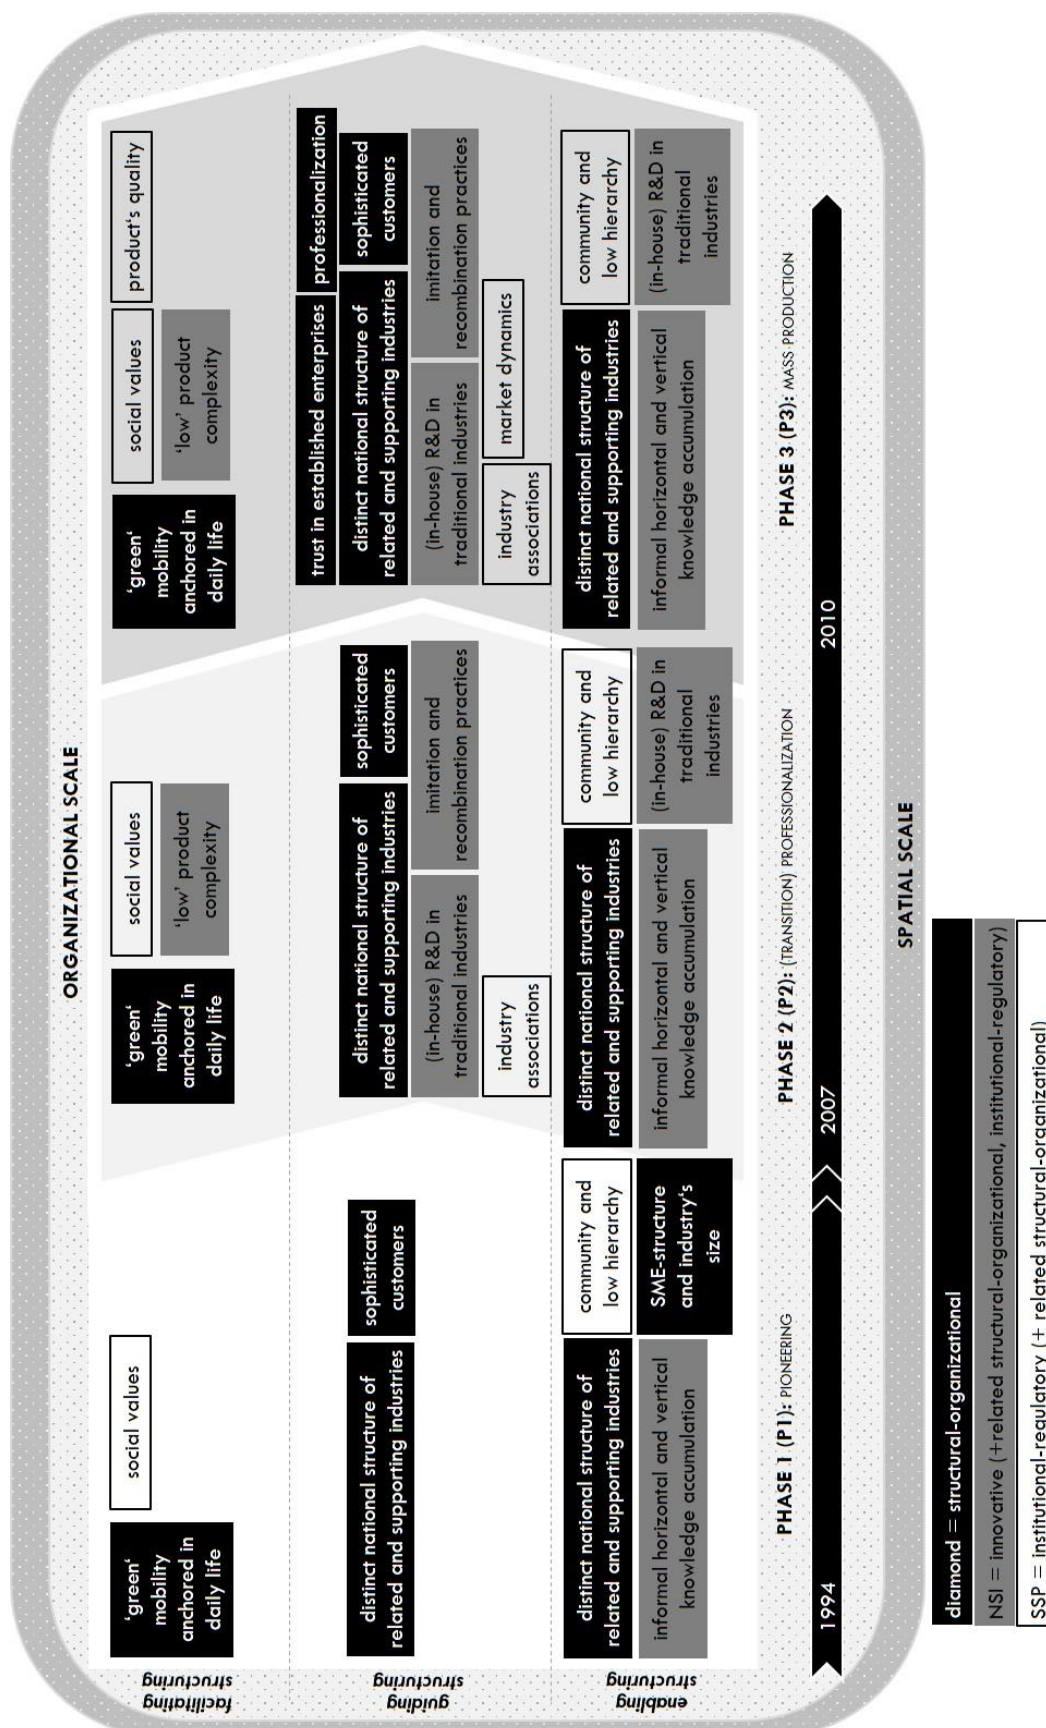 ORGANIZATIONAL SCALE
facilitating
structuring
'green'
mobility
anchored in
daily life
social values
'green'
mobility
anchored in
daily life
social values
'low' product
complexity
'green'
mobility
anchored in
daily life
social values
'low' product
complexity
product's quality
guiding
structuring
distinct national structure of
related and supporting industries
sophisticated
customers
distinct national structure of
related and supporting industries
sophisticated
customers
(in-house) R&D in
traditional industries
imitation and
recombination practices
industry
associations
trust in established enterprises
professionalization
distinct national structure of
related and supporting industries
sophisticated
customers
(in-house) R&D in
traditional industries
imitation and
recombination practices
industry
associations
market dynamics
enabling
structuring
distinct national structure of
related and supporting industries
community and
low hierarchy
informal horizontal and vertical
knowledge accumulation
SME-structure
and industry's
size
distinct national structure of
related and supporting industries
community and
low hierarchy
informal horizontal and vertical
knowledge accumulation
(in-house) R&D in
traditional
industries
distinct national structure of
related and supporting industries
community and
low hierarchy
informal horizontal and vertical
knowledge accumulation
(in-house) R&D in
traditional
industries
PHASE 1 (P1): PIONEERING
PHASE 2 (P2): (TRANSITION) PROFESSIONALIZATION
PHASE 3 (P3): MASS PRODUCTION
1994
2007
2010
SPATIAL SCALE
diamond = structural-organizational
NSI = innovative (+related structural-organizational, institutional-regulatory)
SSP = institutional-regulatory (+ related structural-organizational)